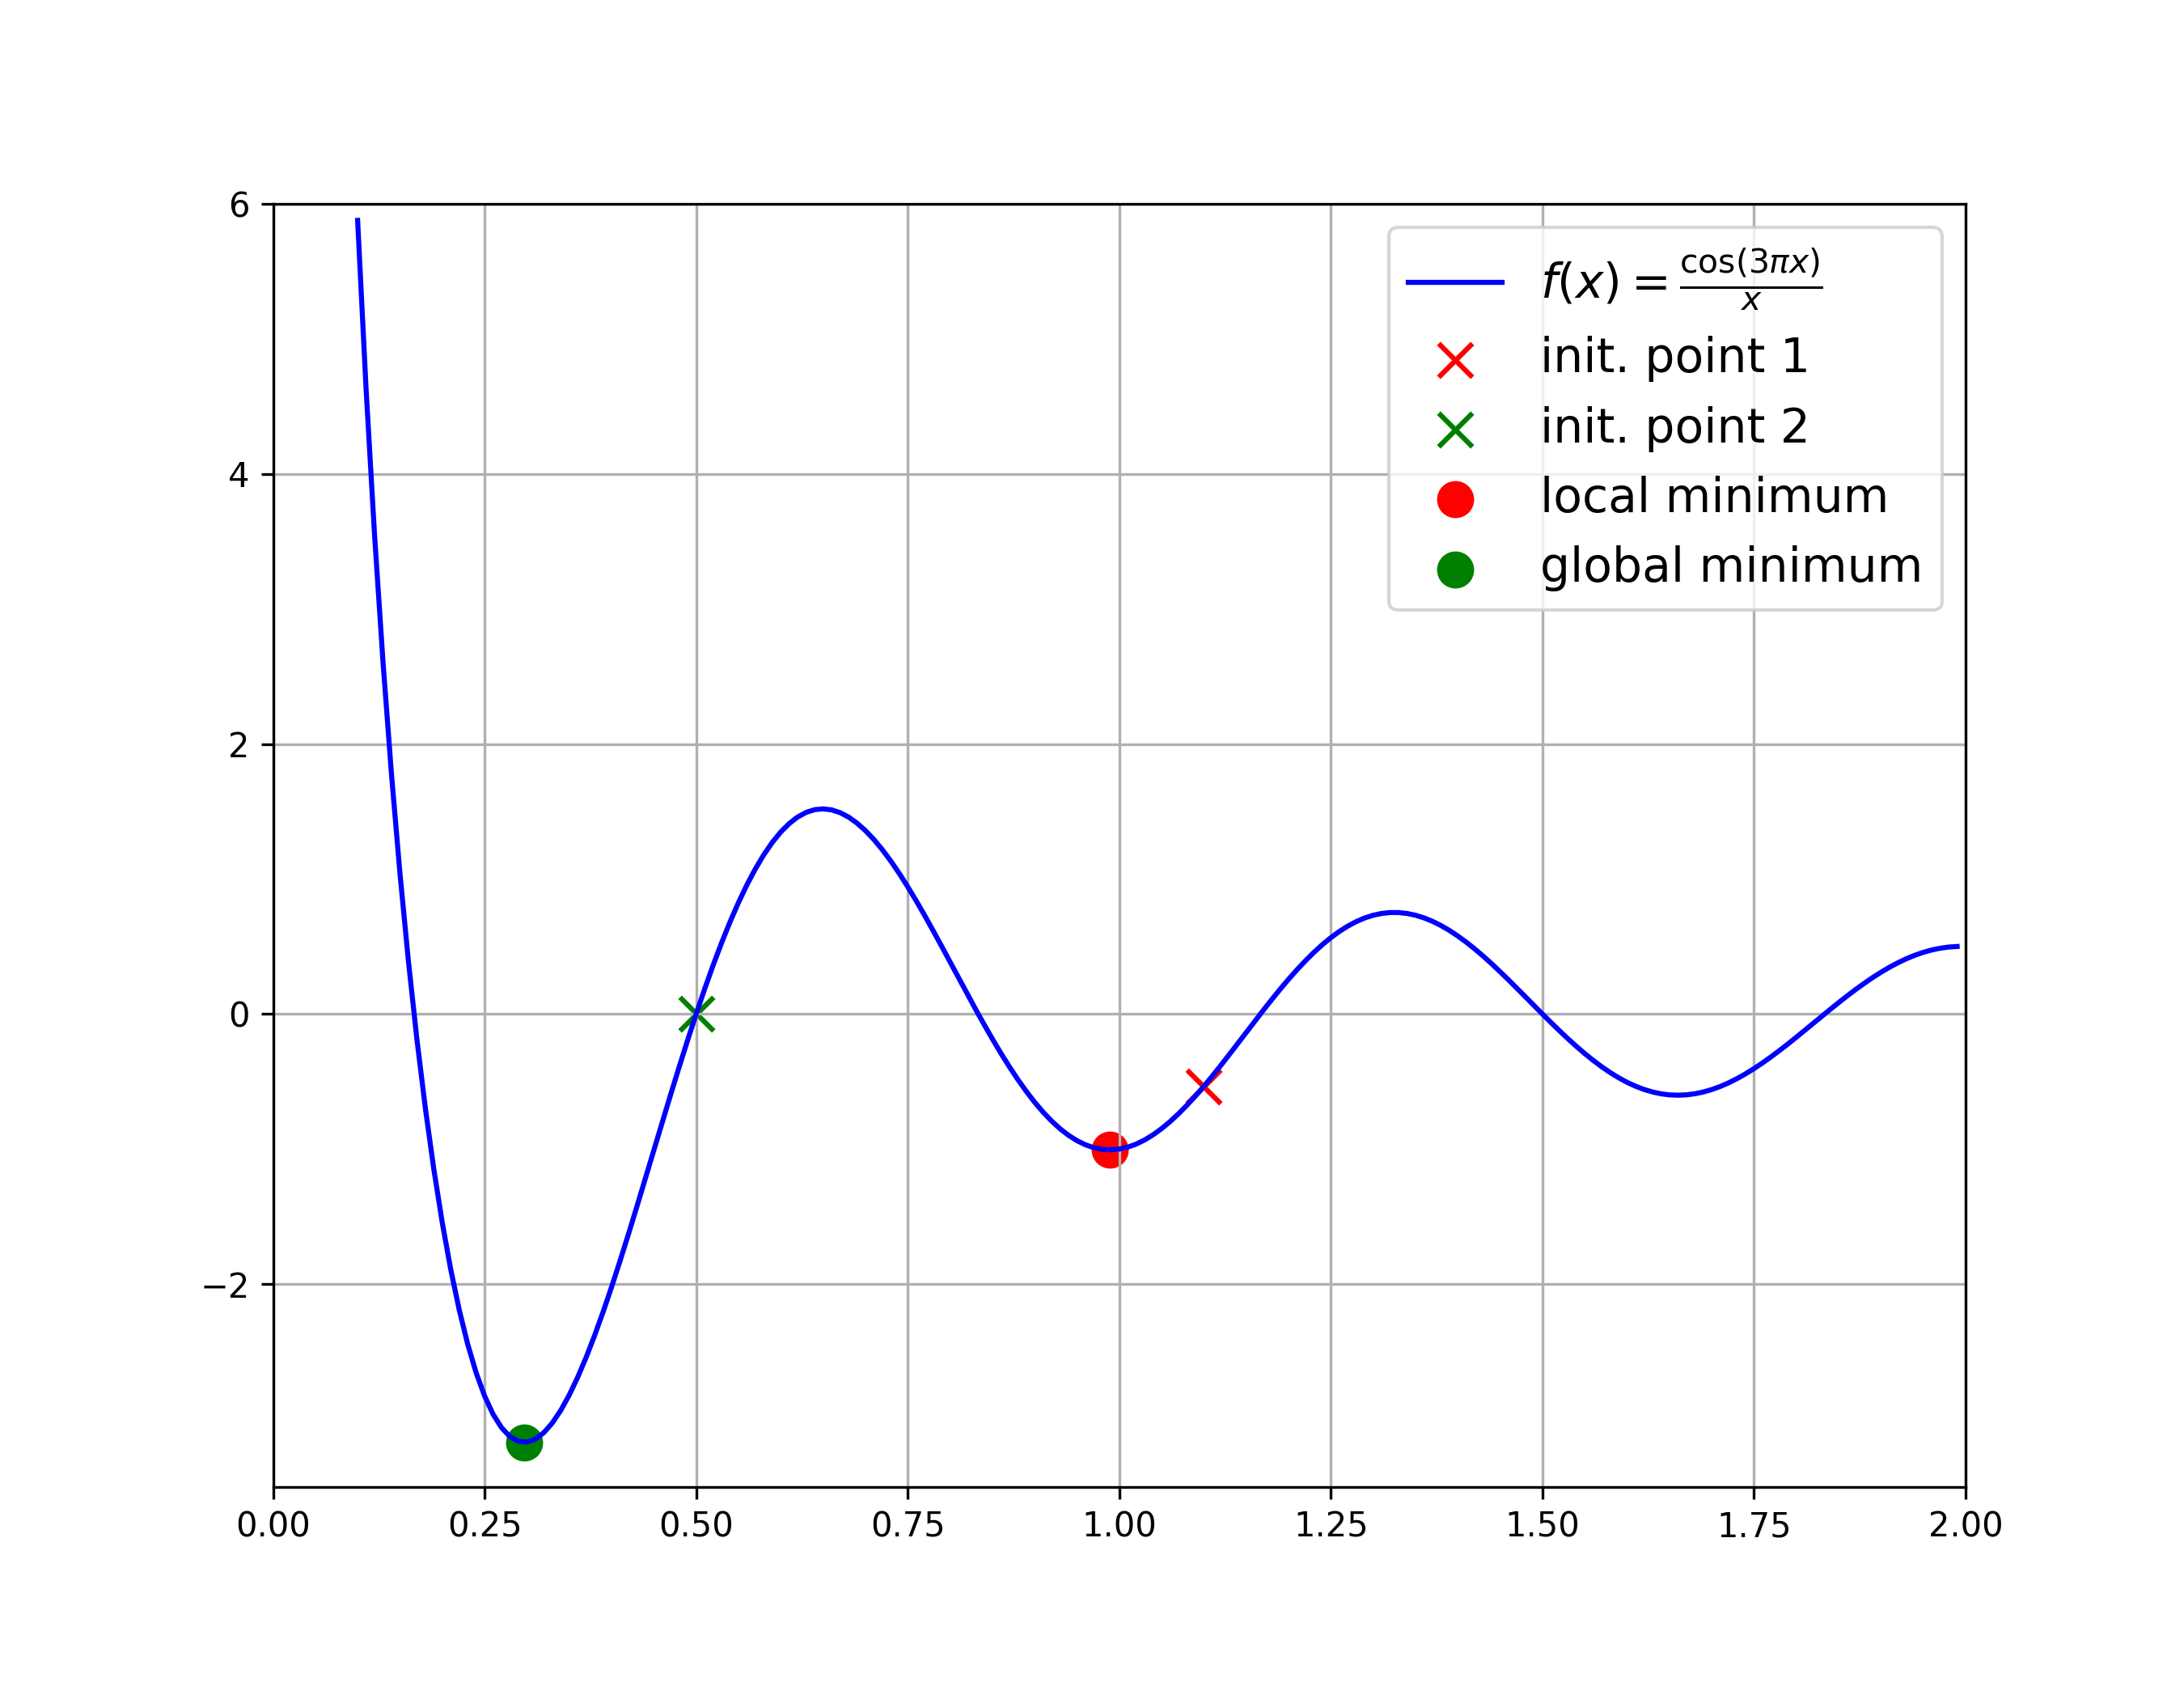 6
4
2
0
−2
0.00 0.25 0.50 0.75 1.00 1.25 1.50 1.75 2.00
f(x) = cos(3πx)/x
init. point 1
init. point 2
local minimum
global minimum